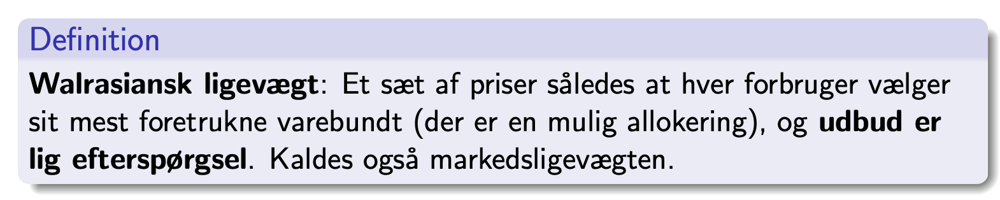 Definition
Walrasiansk ligevægt: Et sæt af priser således at hver forbruger vælger
sit mest foretrukne varebundt (der er en mulig allokering), og udbud er
lig efterspørgsel. Kaldes også markedsligevægten.